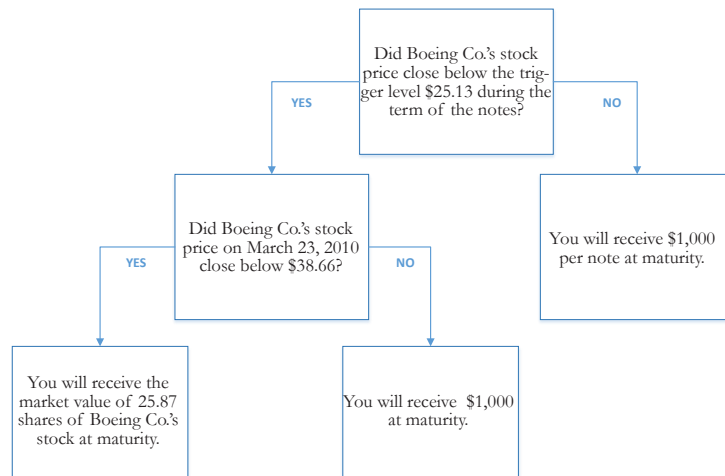 Did Boeing Co.'s stock
price close below the trig-
ger level $25.13 during the
term of the notes?
YES
NO
Did Boeing Co.'s stock
price on March 23, 2010
close below $38.66?
You will receive $1,000
per note at maturity.
YES
NO
You will receive the
market value of 25.87
shares of Boeing Co.'s
stock at maturity.
You will receive $1,000
at maturity.